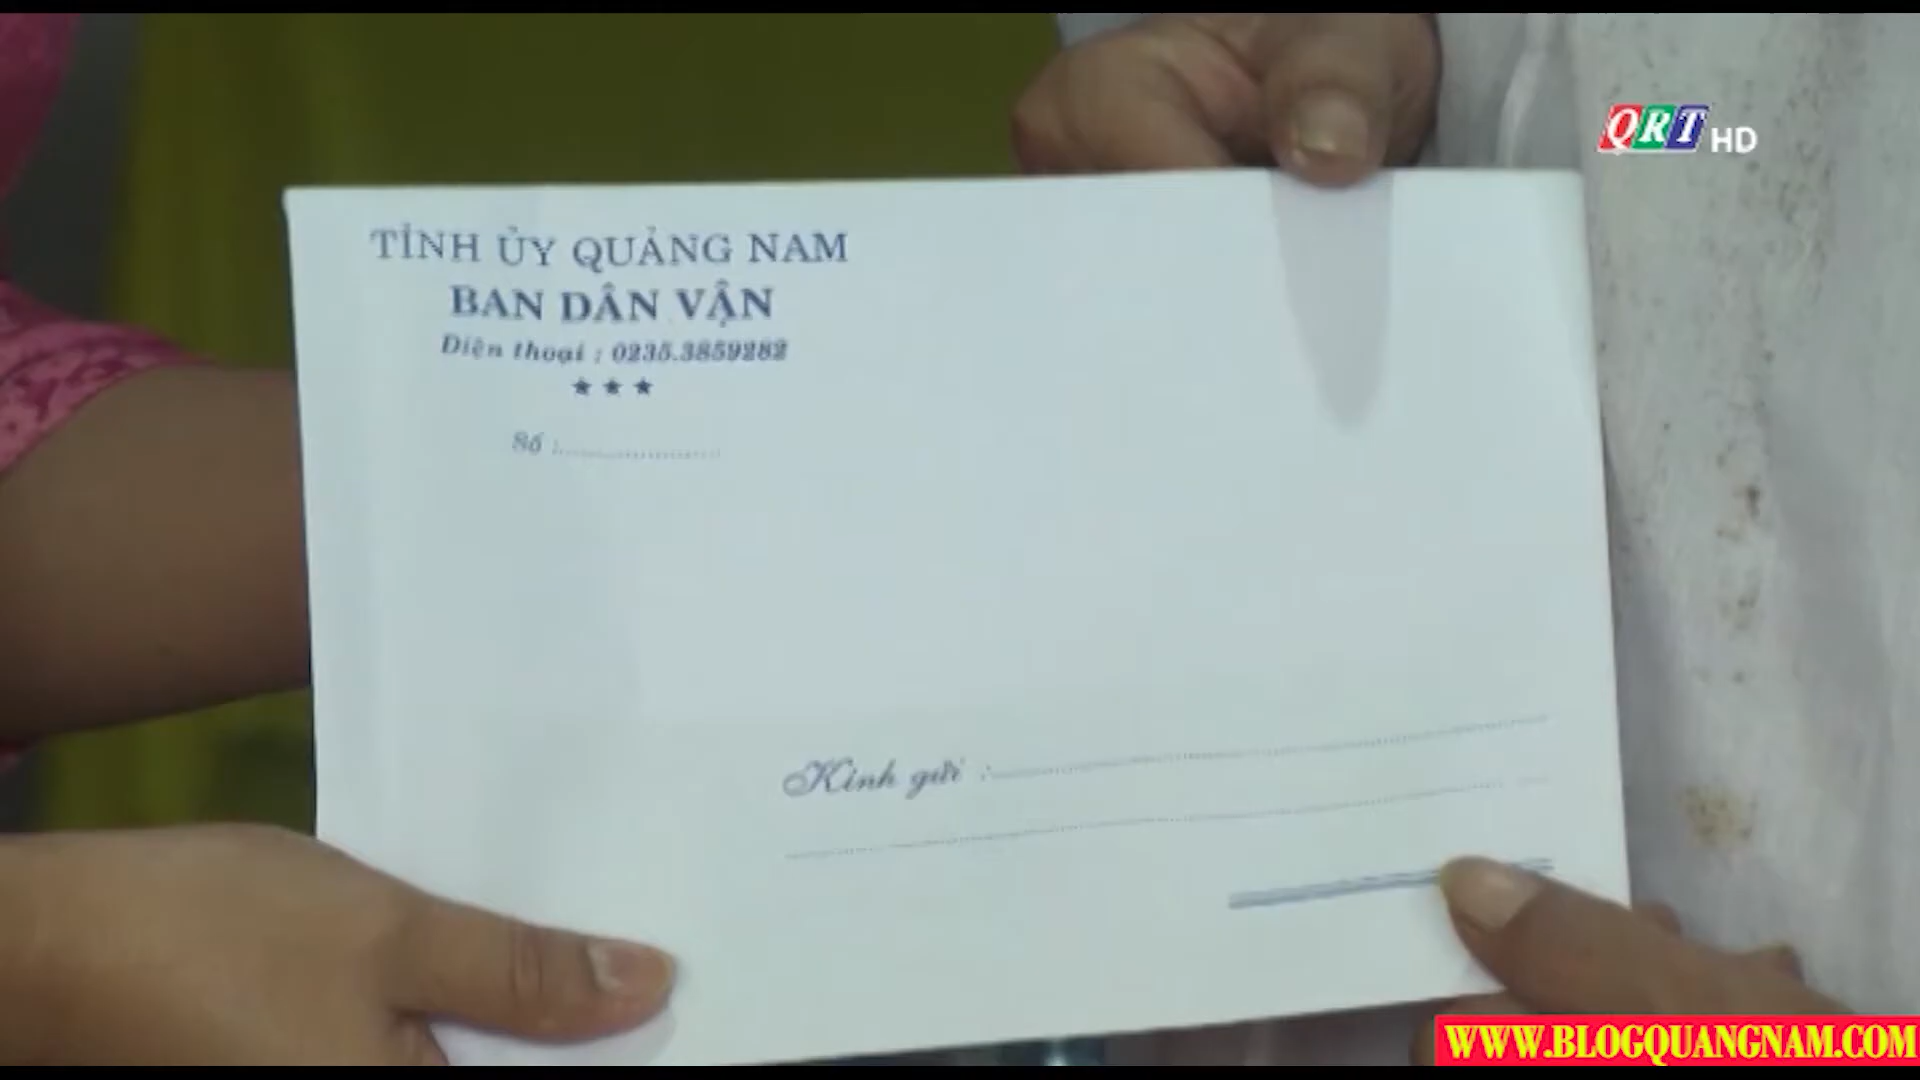 QRT HD
TỈNH ỦY QUẢNG NAM
BAN DÂN VẬN
Điện thoại : 0235.3859282
★ ★ ★
Số :....................
Kính gửi :....................
WWW.BLOGQUANGNAM.COM